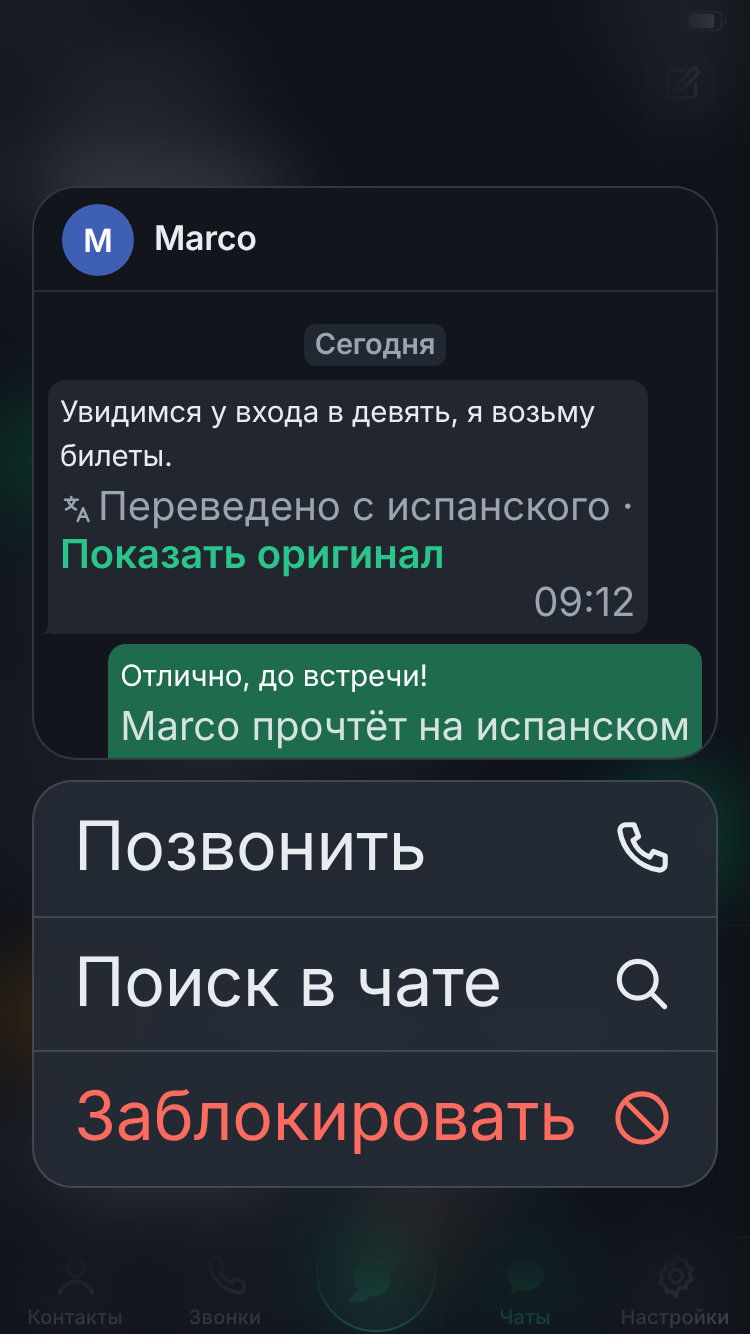 M Marco
Сегодня
Увидимся у входа в девять, я возьму
билеты.
Переведено с испанского ·
Показать оригинал
09:12
Отлично, до встречи!
Marco прочтёт на испанском
Позвонить
Поиск в чате
Заблокировать
Контакты Звонки Чаты Настройки